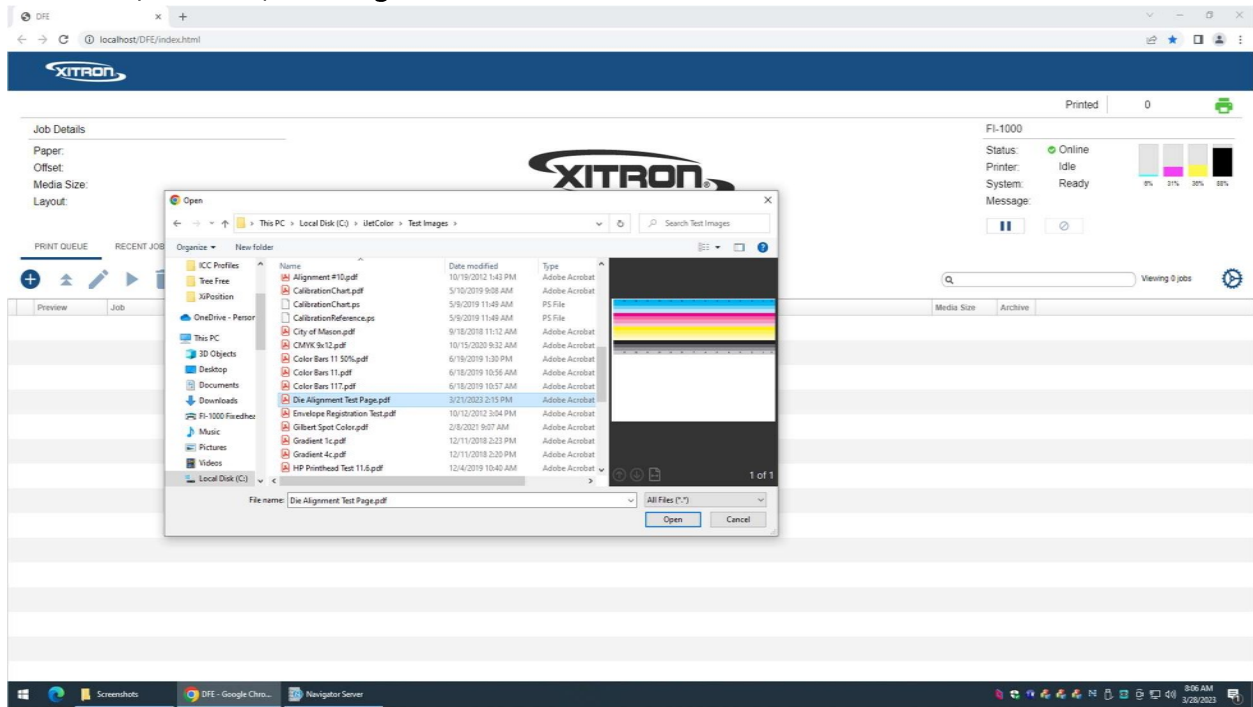 DFE
localhost/DFE/index.html
XITRON
Printed 0
Job Details
Paper:
Offset:
Media Size:
Layout:
XITRON®
FI-1000
Status: Online
Printer: Idle
System: Ready
Message:
31% 88%
PRINT QUEUE RECENT JOB
Viewing 0 jobs
Preview Job Media Size Archive
Open
This PC > Local Disk (C:) > iJetColor > Test Images >
Search Test Images
Organize New folder
ICC Profiles
Tree Free
XiPosition
OneDrive - Person
This PC
3D Objects
Desktop
Documents
Downloads
FI-1000 Fixedhea
Music
Pictures
Videos
Local Disk (C:)
Name Date modified Type
Alignment #10.pdf 10/19/2012 1:43 PM Adobe Acrobat
CalibrationChart.pdf 5/10/2019 9:08 AM Adobe Acrobat
CalibrationChart.ps 5/9/2019 11:49 AM PS File
CalibrationReference.ps 5/9/2019 11:49 AM PS File
City of Mason.pdf 9/18/2018 11:12 AM Adobe Acrobat
CMYK 9x12.pdf 10/15/2020 9:32 AM Adobe Acrobat
Color Bars 11 50%.pdf 6/19/2019 1:30 PM Adobe Acrobat
Color Bars 11.pdf 6/18/2019 10:56 AM Adobe Acrobat
Color Bars 117.pdf 6/18/2019 10:57 AM Adobe Acrobat
Die Alignment Test Page.pdf 3/21/2023 2:15 PM Adobe Acrobat
Envelope Registration Test.pdf 10/12/2012 3:04 PM Adobe Acrobat
Gilbert Spot Color.pdf 2/8/2021 9:07 AM Adobe Acrobat
Gradient 1c.pdf 12/11/2018 2:23 PM Adobe Acrobat
Gradient 4c.pdf 12/11/2018 2:20 PM Adobe Acrobat
HP Printhead Test 11.6.pdf 12/4/2019 10:40 AM Adobe Acrobat
1 of 1
File name: Die Alignment Test Page.pdf
All Files (*.*)
Open Cancel
Screenshots
DFE - Google Chro...
Navigator Server
8:06 AM
3/28/2023